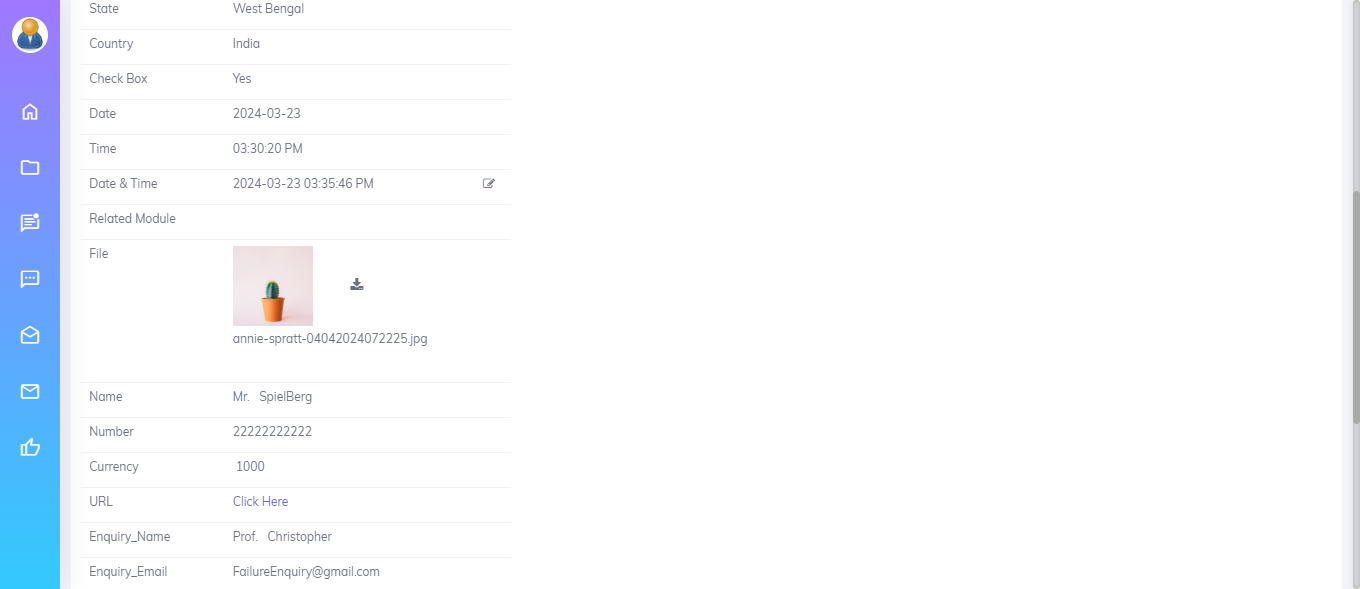 State West Bengal
Country India
Check Box Yes
Date 2024-03-23
Time 03:30:20 PM
Date & Time 2024-03-23 03:35:46 PM
Related Module
File
annie-spratt-04042024072225.jpg
Name Mr. SpielBerg
Number 22222222222
Currency 1000
URL Click Here
Enquiry_Name Prof. Christopher
Enquiry_Email FailureEnquiry@gmail.com